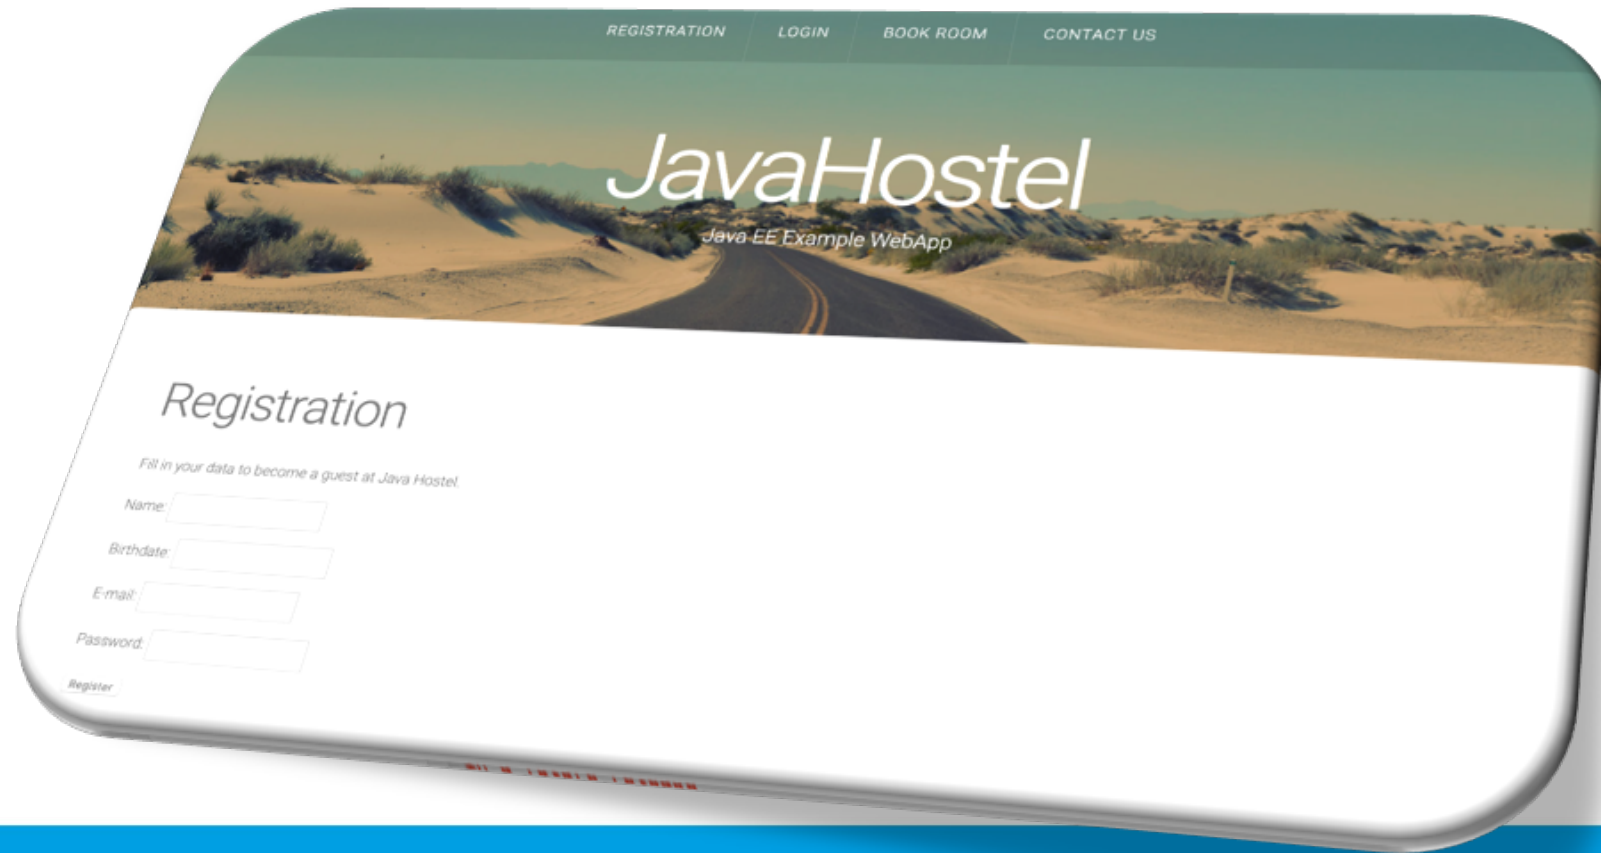 REGISTRATION LOGIN BOOK ROOM CONTACT US
JavaHostel
Java EE Example WebApp
Registration
Fill in your data to become a guest at Java Hostel.
Name:
Birthdate:
E-mail:
Password:
Register